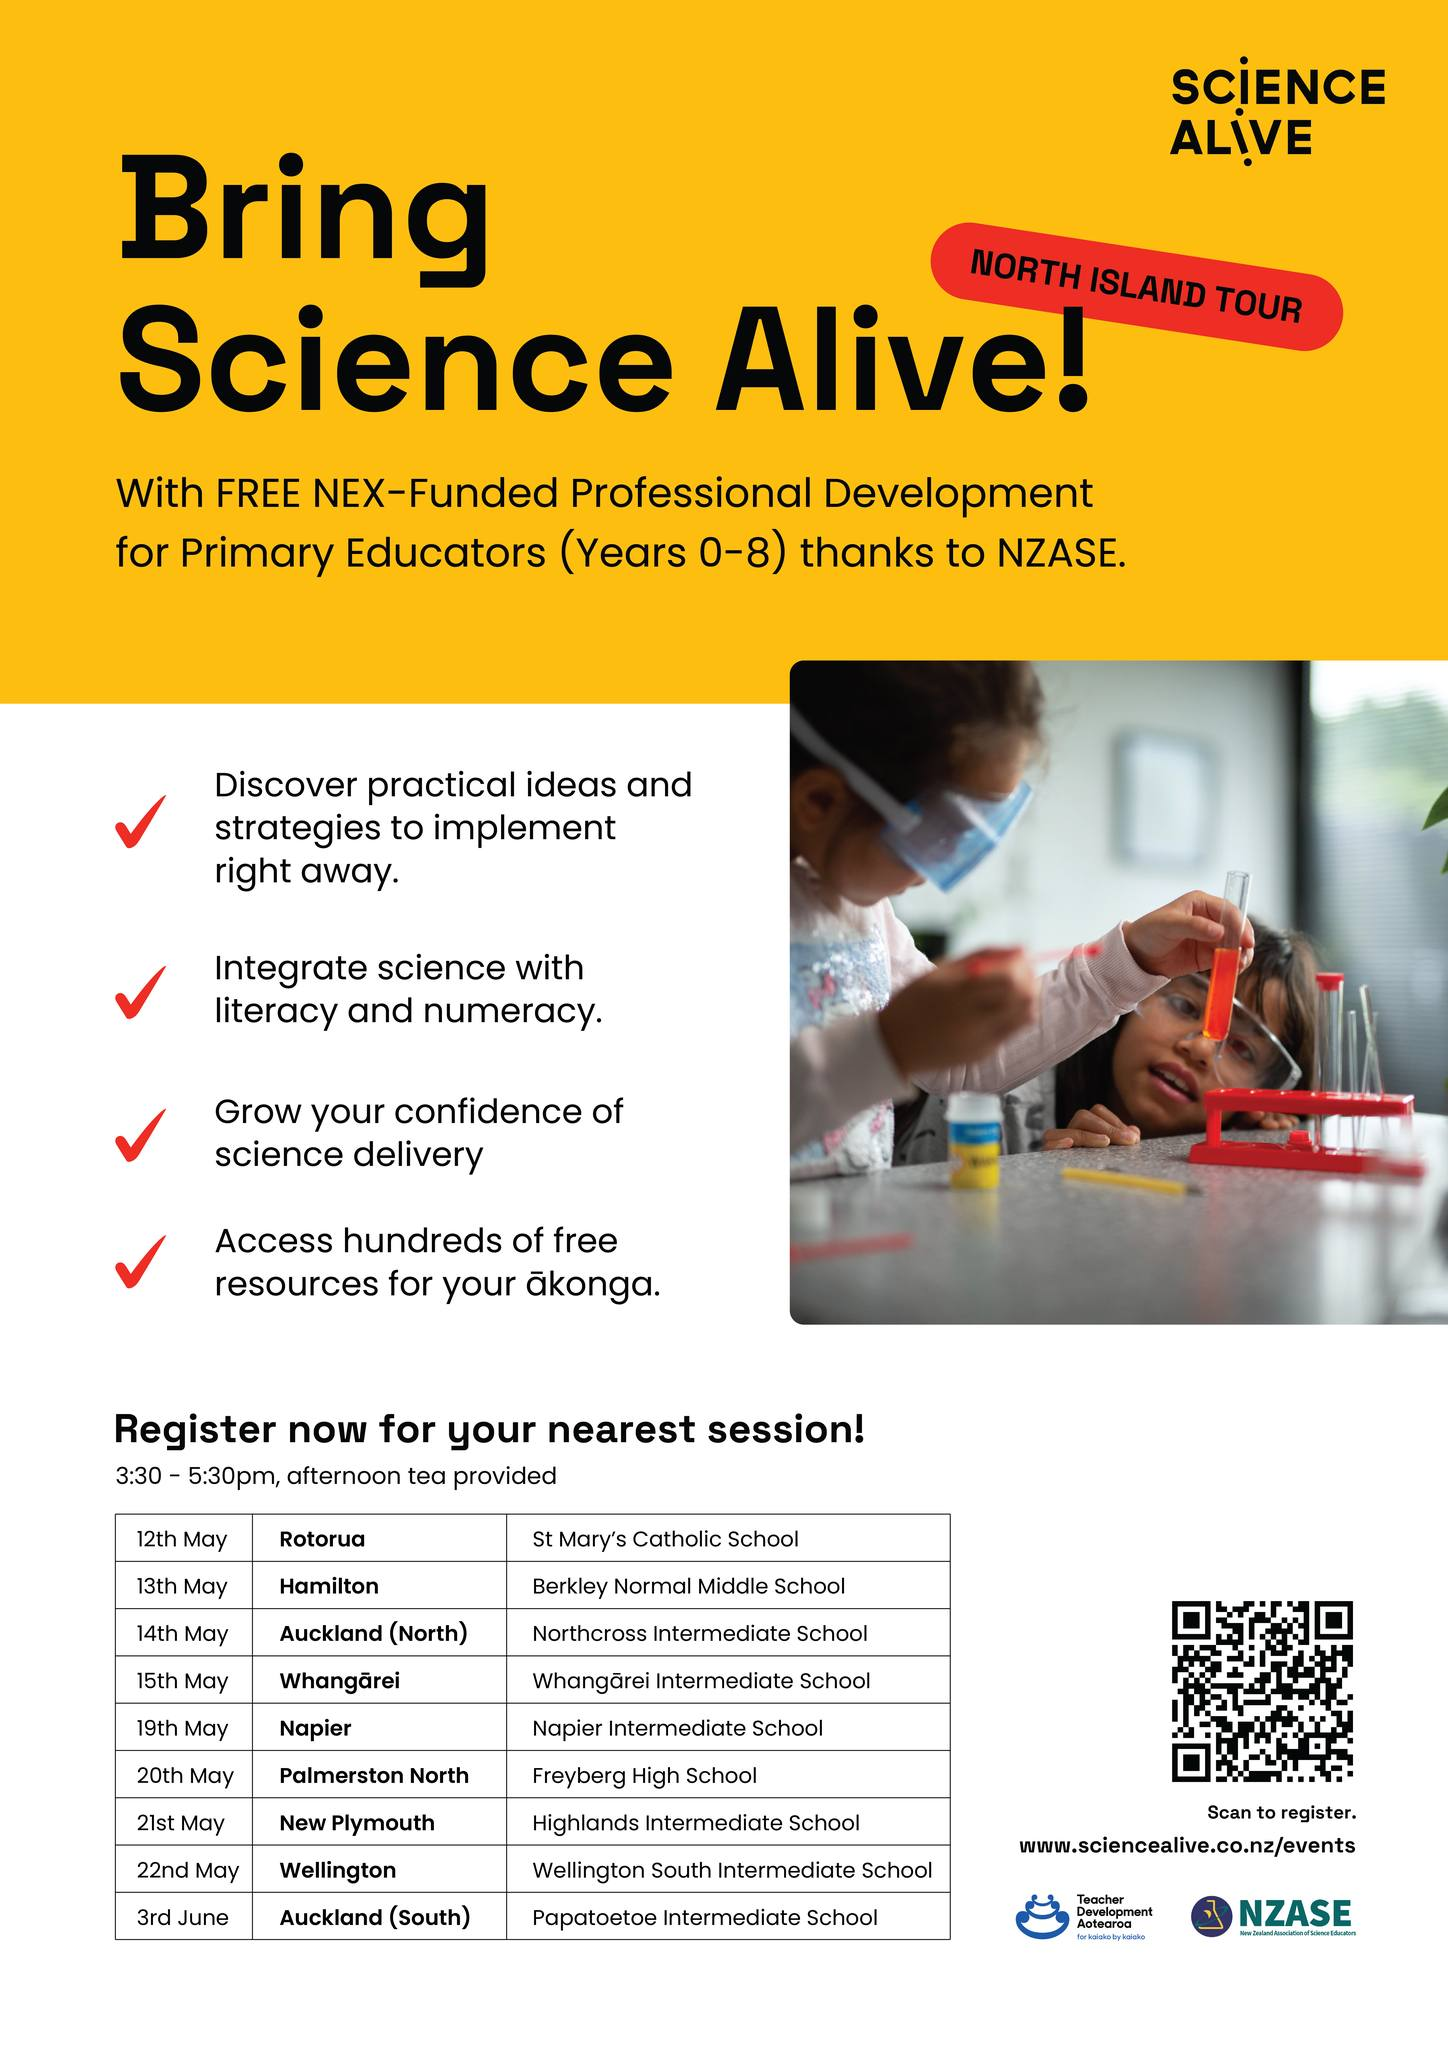 SCIENCE
ALIVE
Bring
NORTH ISLAND TOUR
Science Alive!
With FREE NEX-Funded Professional Development
for Primary Educators (Years 0-8) thanks to NZASE.
Discover practical ideas and
strategies to implement
right away.
Integrate science with
literacy and numeracy.
Grow your confidence of
science delivery
Access hundreds of free
resources for your ākonga.
Register now for your nearest session!
3:30 - 5:30pm, afternoon tea provided
12th May Rotorua St Mary's Catholic School
13th May Hamilton Berkley Normal Middle School
14th May Auckland (North) Northcross Intermediate School
15th May Whangārei Whangārei Intermediate School
19th May Napier Napier Intermediate School
20th May Palmerston North Freyberg High School
21st May New Plymouth Highlands Intermediate School
22nd May Wellington Wellington South Intermediate School
3rd June Auckland (South) Papatoetoe Intermediate School
Scan to register.
www.sciencealive.co.nz/events
Teacher
Development
Aotearoa
for kaiako by kaiako
NZASE
New Zealand Association of Science Educators